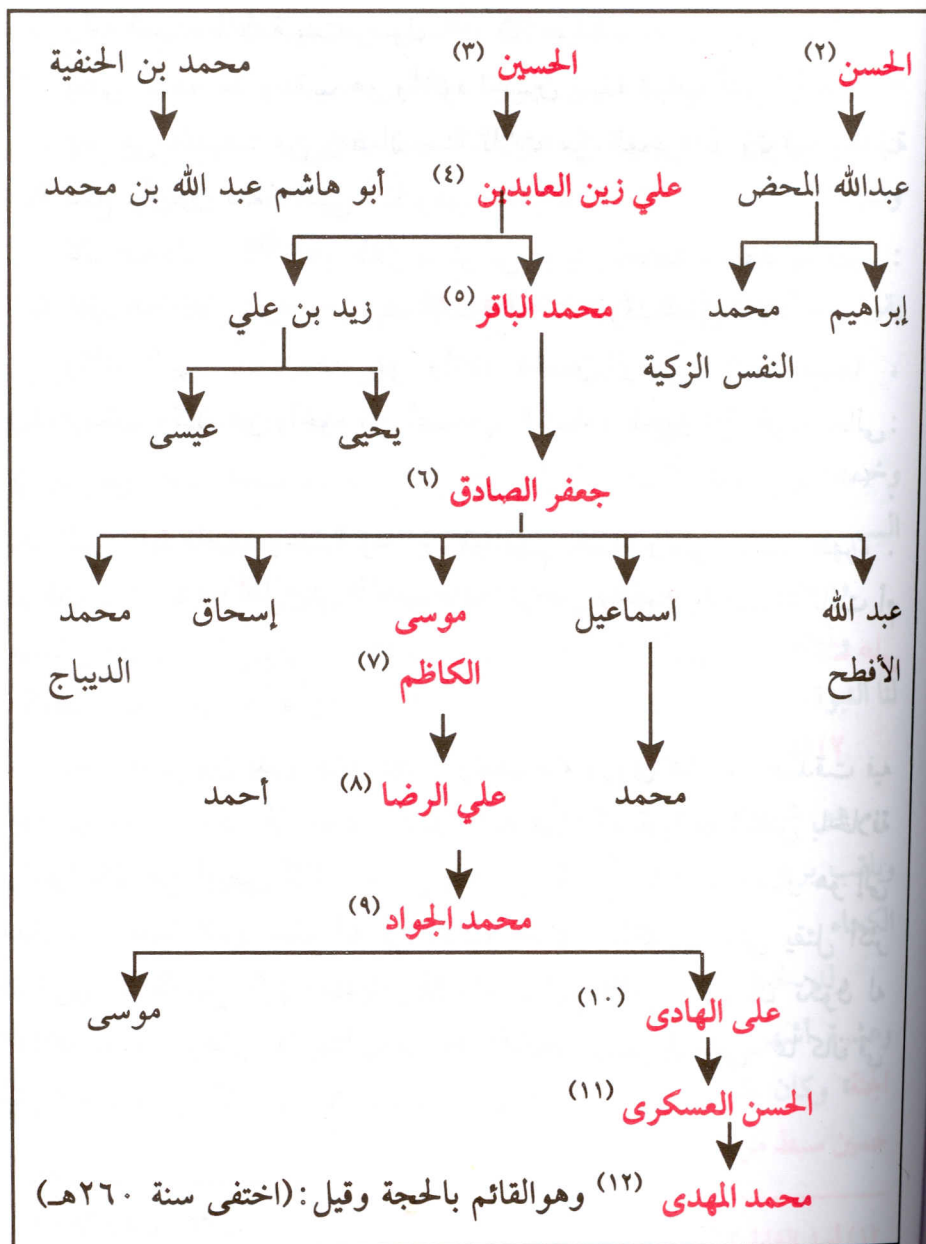 الحسن (٢) الحسين (٣) محمد بن الحنفية
عبدالله المحض علي زين العابدين (٤) أبو هاشم عبد الله بن محمد
إبراهيم محمد محمد الباقر (٥) زيد بن علي
النفس الزكية
يحيى عيسى
جعفر الصادق (٦)
عبد الله اسماعيل موسى إسحاق محمد
الأفطح الكاظم (٧) الديباج
محمد علي الرضا (٨) أحمد
محمد الجواد (٩)
على الهادى (١٠) موسى
الحسن العسكرى (١١)
محمد المهدى (١٢) وهوالقائم بالحجة وقيل: (اختفى سنة ٢٦٠هـ)